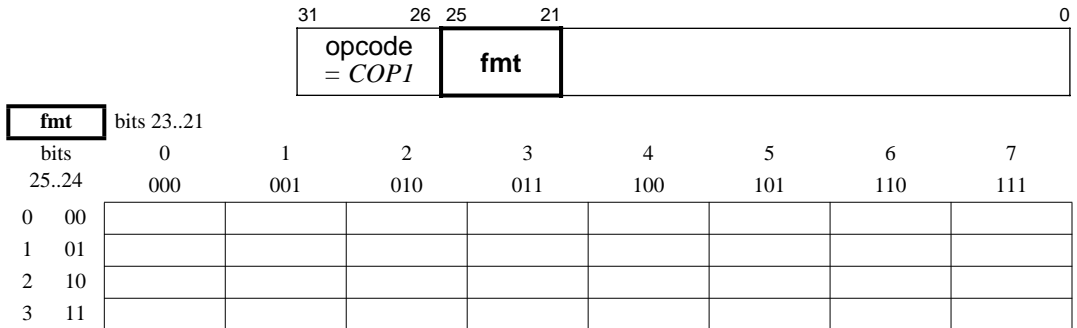 31 26 25 21 0
opcode
= COP1
fmt
fmt bits 23..21
bits 0 1 2 3 4 5 6 7
25..24 000 001 010 011 100 101 110 111
0 00
1 01
2 10
3 11